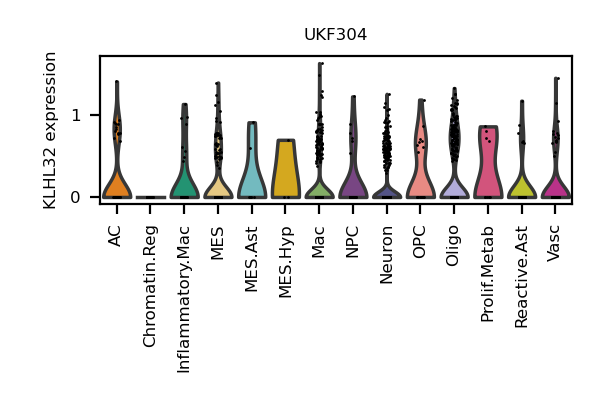 UKF304
KLHL32 expression
1
0
AC
Chromatin.Reg
Inflammatory.Mac
MES
MES.Ast
MES.Hyp
Mac
NPC
Neuron
OPC
Oligo
Prolif.Metab
Reactive.Ast
Vasc